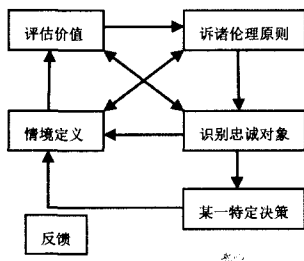 评估价值
诉诸伦理原则
情境定义
识别忠诚对象
某一特定决策
反馈